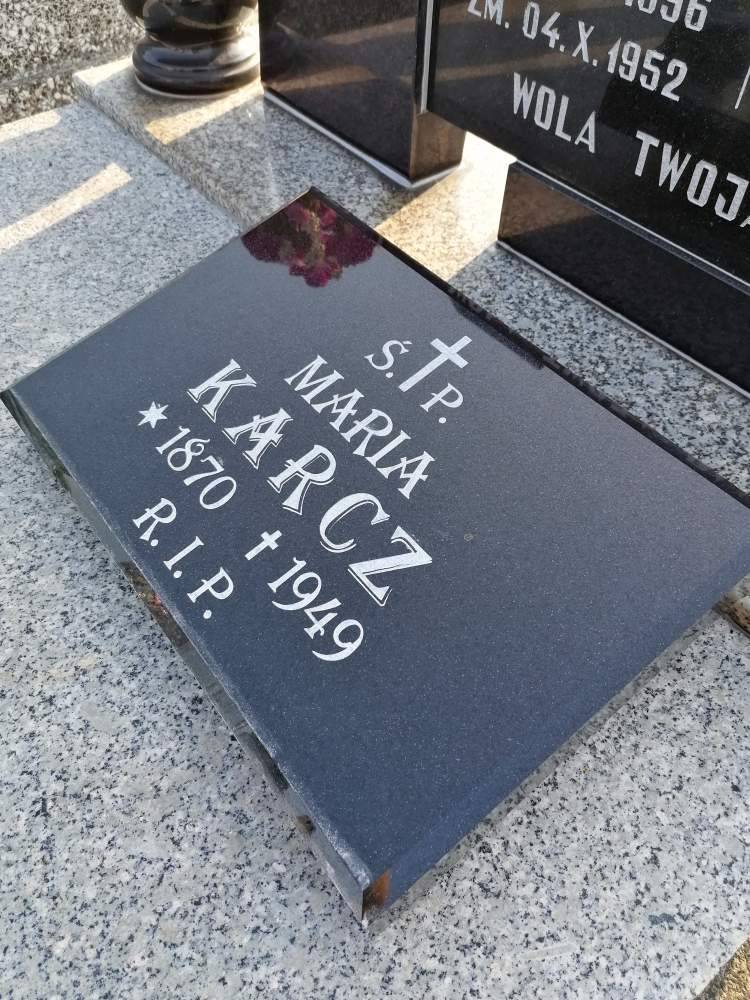 ZM. 04.X.1952
WOLA TWOJA
Ś.✝P.
MARIA
KARCZ
★1870 ✝1949
R.I.P.